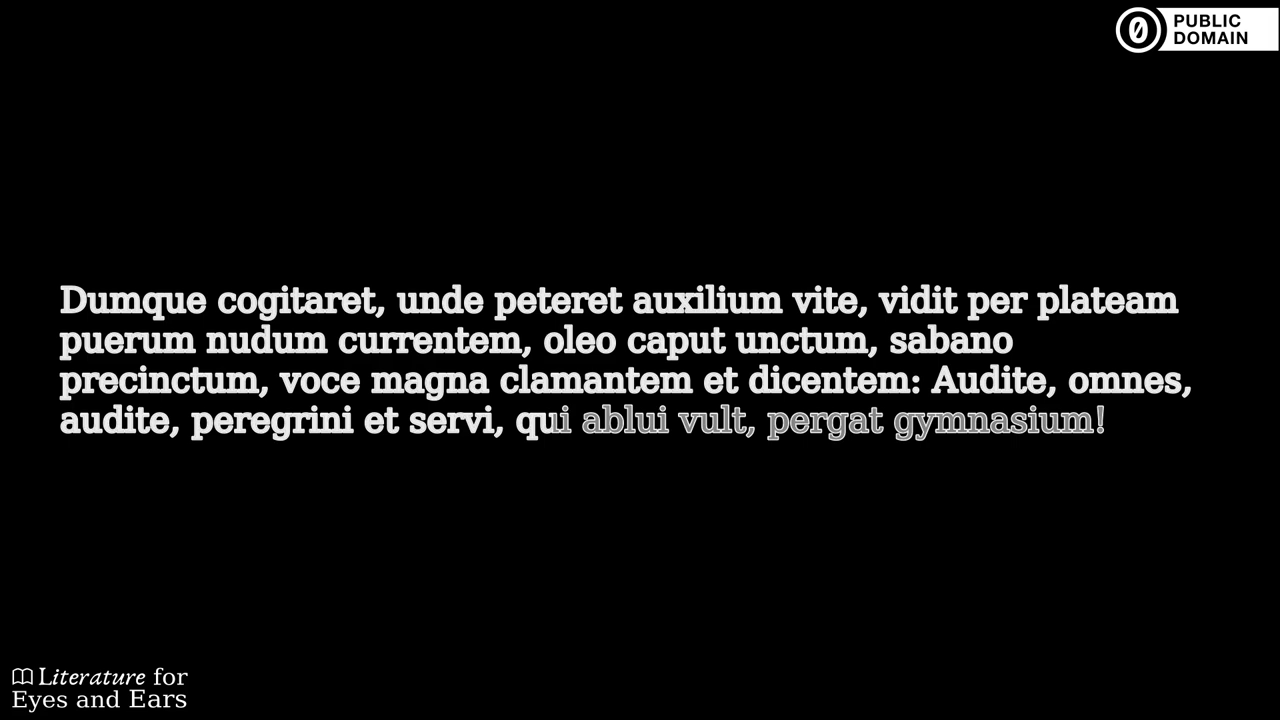 PUBLIC
DOMAIN
Dumque cogitaret, unde peteret auxilium vite, vidit per plateam
puerum nudum currentem, oleo caput unctum, sabano
precinctum, voce magna clamantem et dicentem: Audite, omnes,
audite, peregrini et servi, qui ablui vult, pergat gymnasium!
Literature for
Eyes and Ears